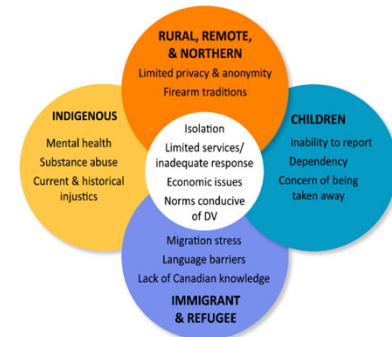 RURAL, REMOTE,
& NORTHERN
Limited privacy & anonymity
Firearm traditions
INDIGENOUS
Mental health
Substance abuse
Current & historical
injustics
Isolation
Limited services/
inadequate response
Economic issues
Norms conducive
of DV
CHILDREN
Inability to report
Dependency
Concern of being
taken away
Migration stress
Language barriers
Lack of Canadian knowledge
IMMIGRANT
& REFUGEE